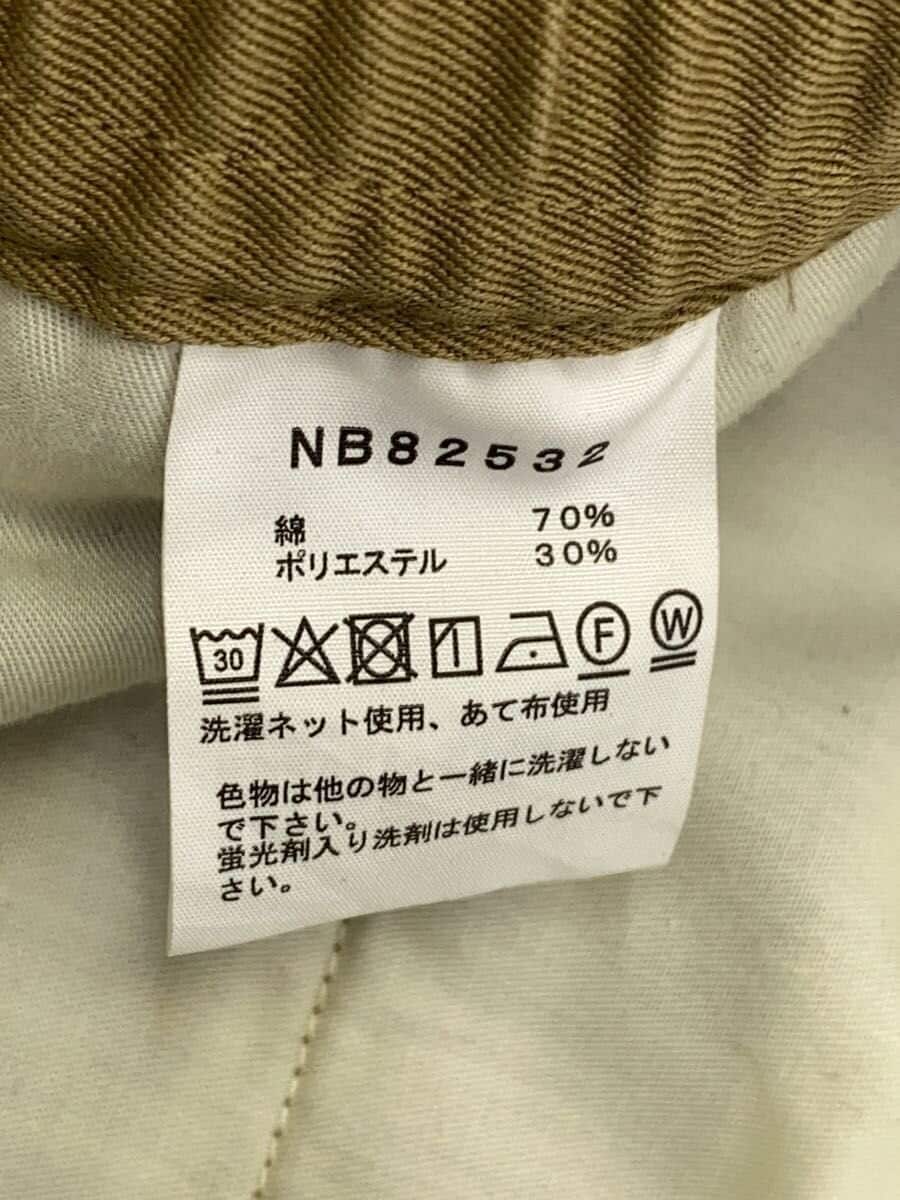 NB82532
綿 70%
ポリエステル 30%
30 F W
洗濯ネット使用、あて布使用
色物は他の物と一緒に洗濯しない
で下さい。
蛍光剤入り洗剤は使用しないで下
さい。